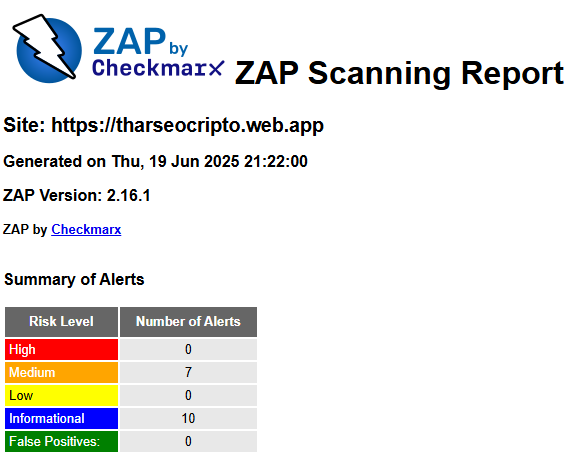 ZAP by
Checkmarx ZAP Scanning Report
Site: https://tharseocripto.web.app
Generated on Thu, 19 Jun 2025 21:22:00
ZAP Version: 2.16.1
ZAP by Checkmarx
Summary of Alerts
Risk Level Number of Alerts
High 0
Medium 7
Low 0
Informational 10
False Positives: 0